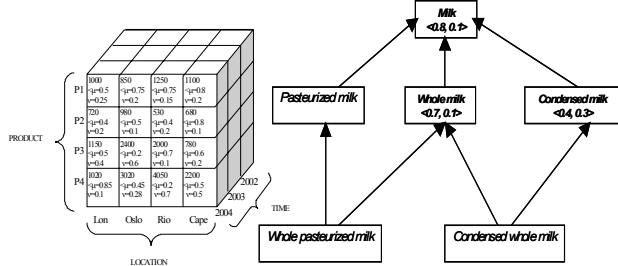 PRODUCT
P1
P2
P3
P4
1000 850 1250 1100
<μ=0.5 <μ=0.75 <μ=0.75 <μ=0.8
ν=0.25 ν=0.2 ν=0.15 ν=0.2
720 980 530 680
<μ=0.4 <μ=0.5 <μ=0.4 <μ=0.8
ν=0.2 ν=0.1 ν=0.2 ν=0.1
1150 2400 2000 780
<μ=0.5 <μ=0.2 <μ=0.7 <μ=0.6
ν=0.4 ν=0.6 ν=0.1 ν=0.2
1020 3020 4050 2200
<μ=0.85 <μ=0.45 <μ=0.2 <μ=0.5
ν=0.1 ν=0.28 ν=0.7 ν=0.5
Lon Oslo Rio Cape
LOCATION
2004
2003
2002
TIME
Milk
<0.8, 0.1>
Pasteurized milk
Whole milk
<0.7, 0.1>
Condensed milk
<0.4, 0.3>
Whole pasteurized milk
Condensed whole milk